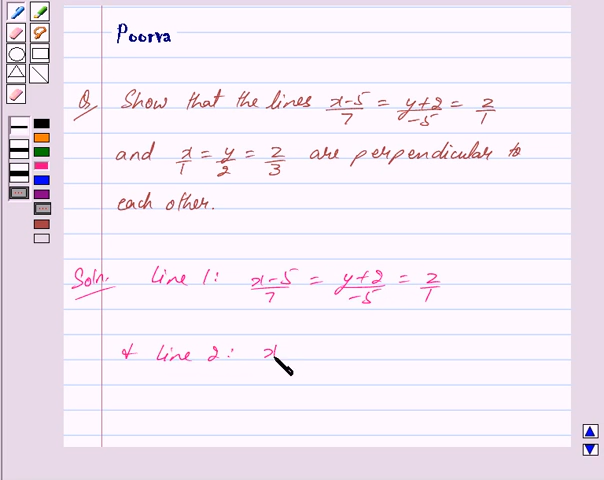 Poorva
Q Show that the lines x-5/7 = y+2/-5 = z/1
and x/1 = y/2 = z/3 are perpendicular to
each other.
Soln. Line 1: x-5/7 = y+2/-5 = z/1
& Line 2: x